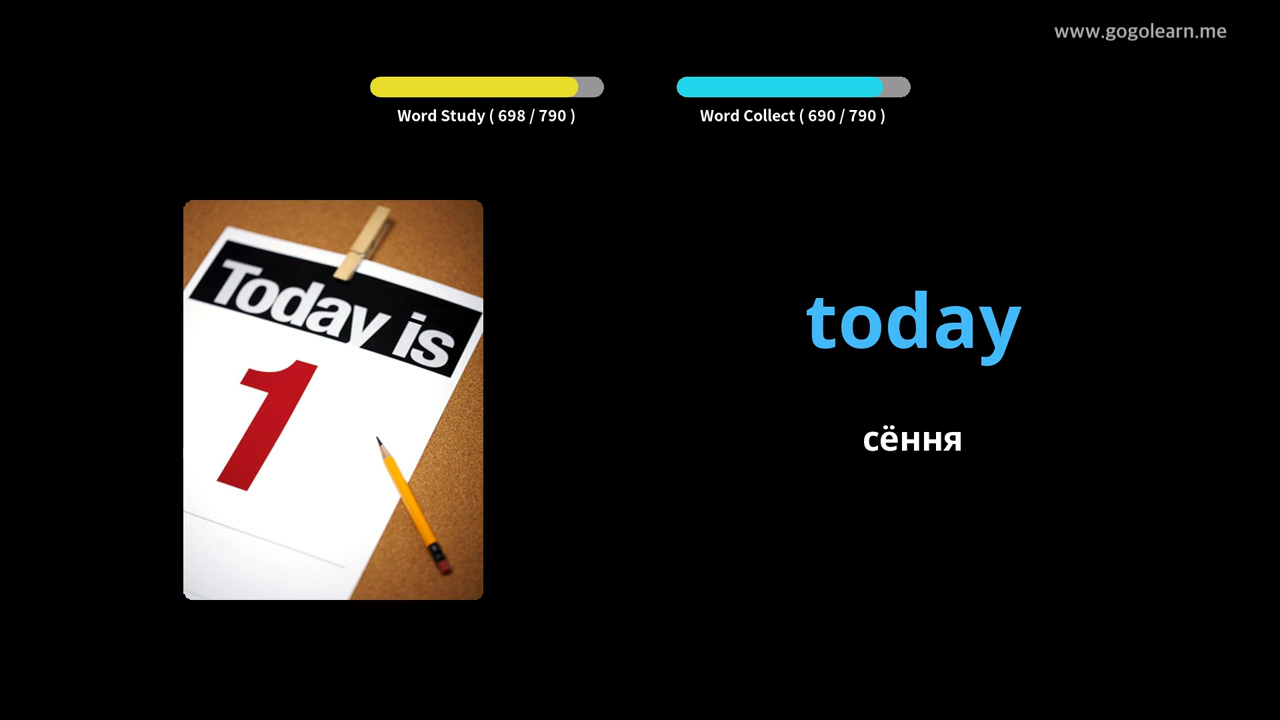 www.gogolearn.me
Word Study ( 698 / 790 )
Word Collect ( 690 / 790 )
Today is
1
today
сёння